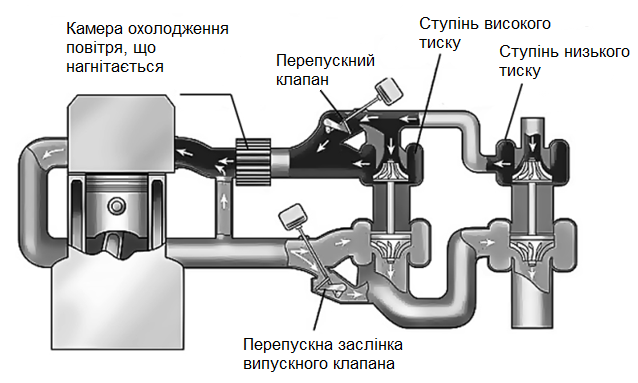 Камера охолодження
повітря, що
нагнітається
Перепускний
клапан
Ступінь високого
тиску
Ступінь низького
тиску
Перепускна заслінка
випускного клапана